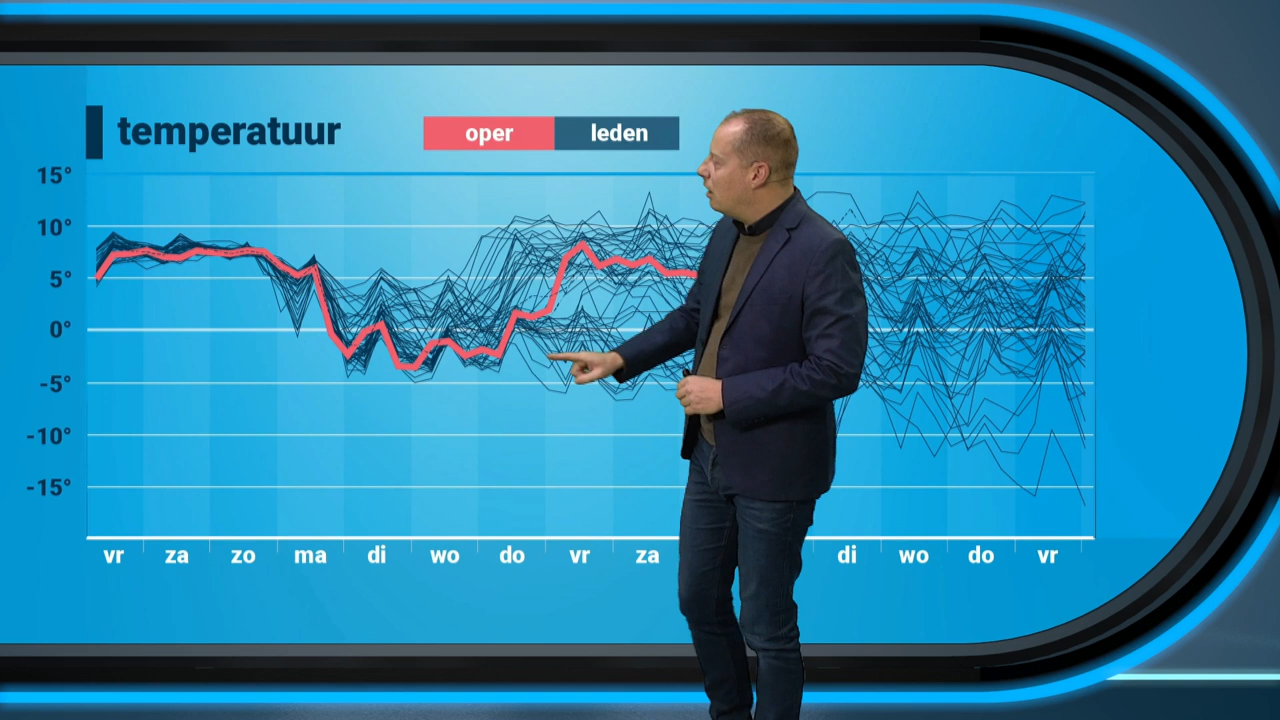 temperatuur
oper leden
15°
10°
5°
0°
-5°
-10°
-15°
vr za zo ma di wo do vr za di wo do vr